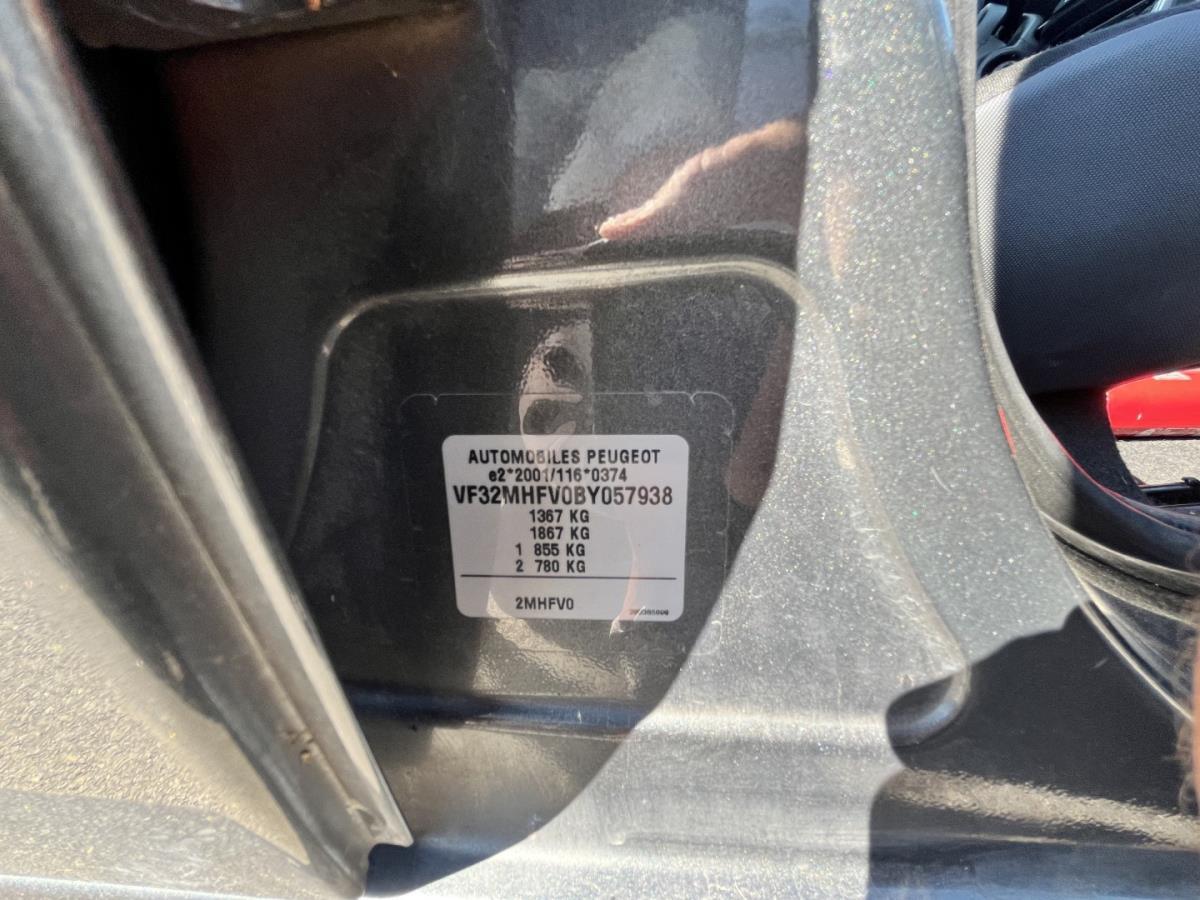 AUTOMOBILES PEUGEOT
e2*2001/116*0374
VF32MHFV0BY057938
1367 KG
1867 KG
1 855 KG
2 780 KG
2MHFV0